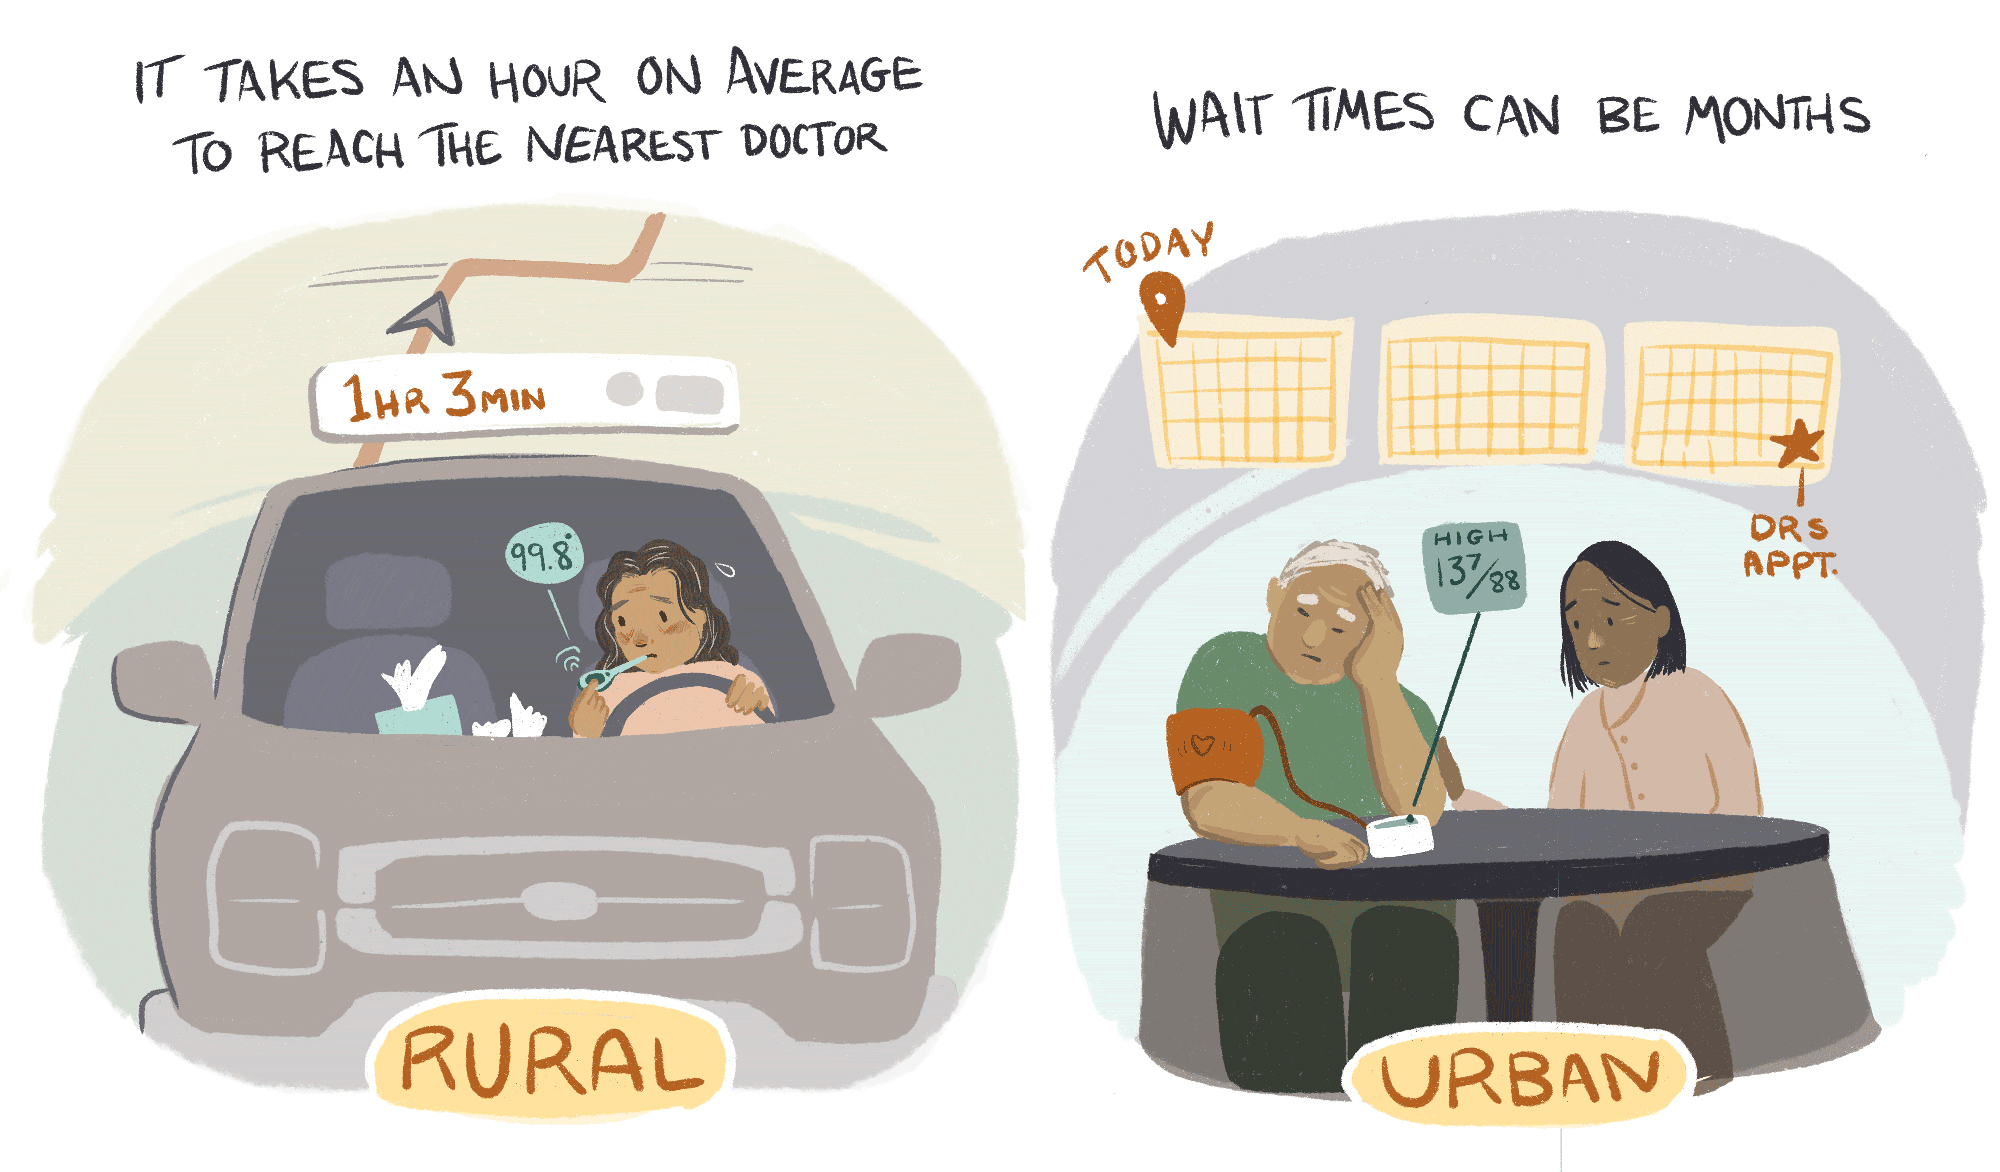 IT TAKES AN HOUR ON AVERAGE
TO REACH THE NEAREST DOCTOR
1HR 3MIN
99.8°
RURAL
WAIT TIMES CAN BE MONTHS
TODAY
DRS
APPT.
HIGH
137/88
URBAN